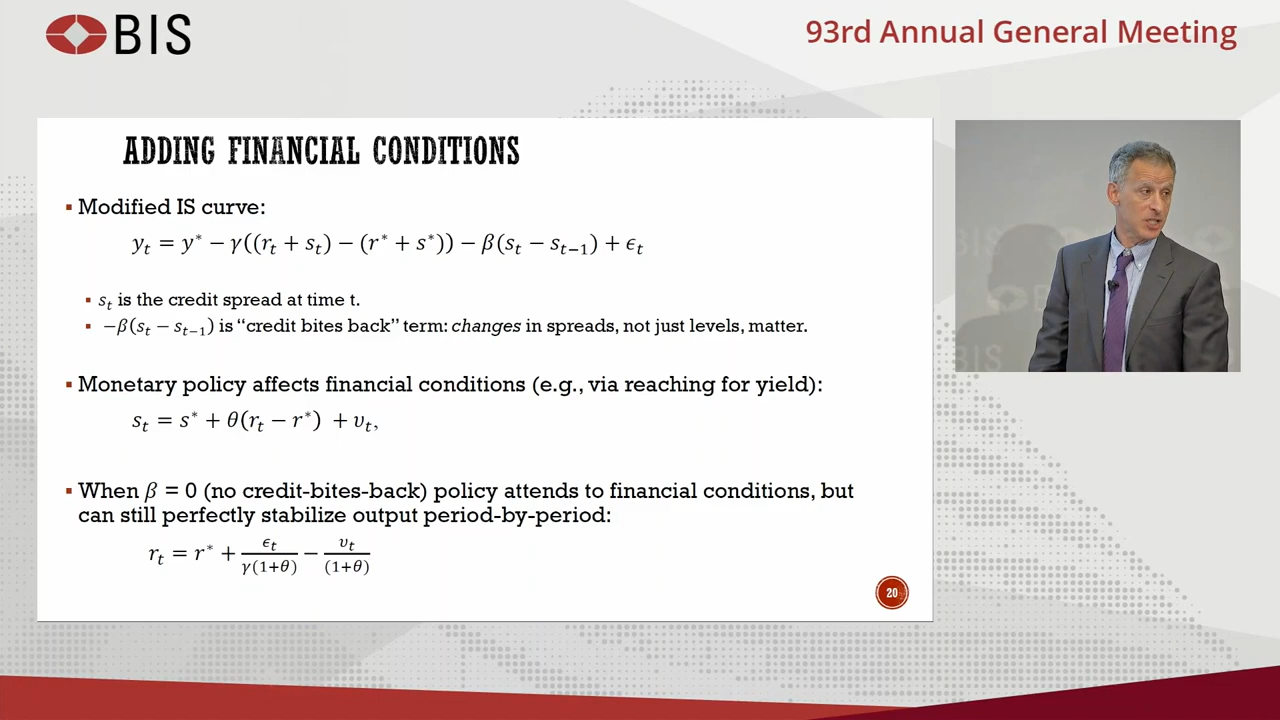 BIS
93rd Annual General Meeting
ADDING FINANCIAL CONDITIONS
▪ Modified IS curve:
y_t = y* − γ((r_t + s_t) − (r* + s*)) − β(s_t − s_{t−1}) + ϵ_t
▪ s_t is the credit spread at time t.
▪ −β(s_t − s_{t−1}) is “credit bites back” term: changes in spreads, not just levels, matter.
▪ Monetary policy affects financial conditions (e.g., via reaching for yield):
s_t = s* + θ(r_t − r*) + υ_t,
▪ When β = 0 (no credit-bites-back) policy attends to financial conditions, but
can still perfectly stabilize output period-by-period:
r_t = r* + ϵ_t/γ(1+θ) − υ_t/(1+θ)
20
BIS
BIS